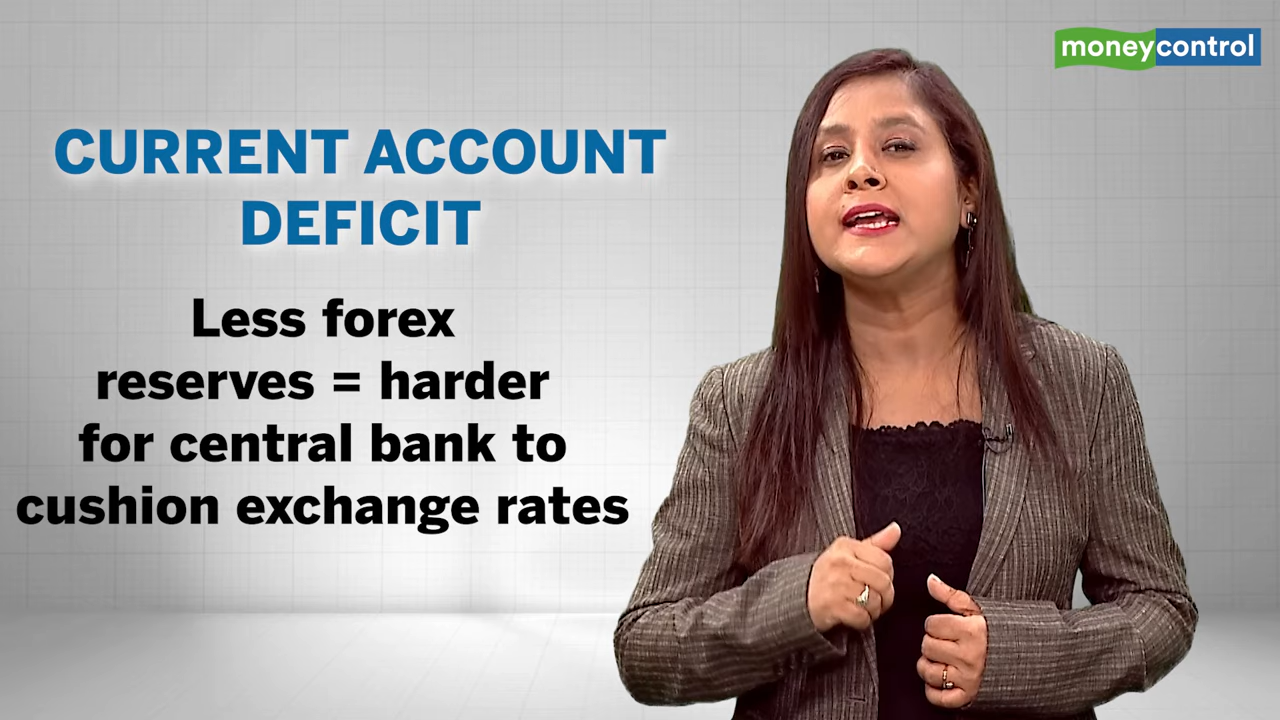 moneycontrol
CURRENT ACCOUNT
DEFICIT
Less forex
reserves = harder
for central bank to
cushion exchange rates